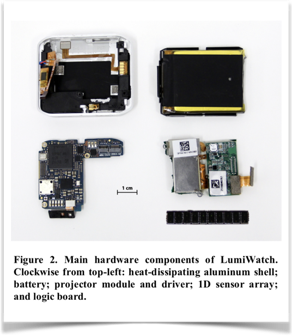 1 cm
Figure 2. Main hardware components of LumiWatch.
Clockwise from top-left: heat-dissipating aluminum shell;
battery; projector module and driver; 1D sensor array;
and logic board.